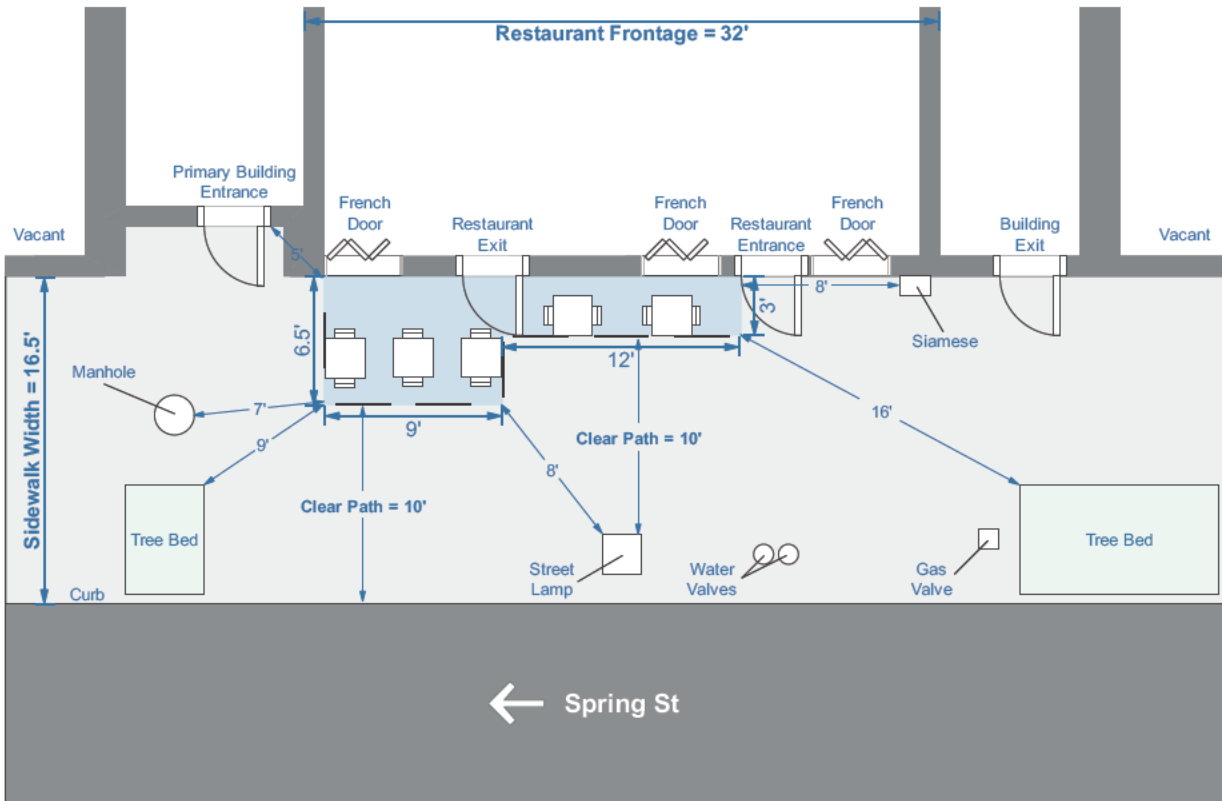 Restaurant Frontage = 32'
Primary Building
Entrance
French
Door
French
Door
French
Door
Vacant
Restaurant
Exit
Restaurant
Entrance
Building
Exit
Vacant
5'
8'
3'
6.5'
Siamese
12'
Manhole
Sidewalk Width = 16.5'
7'
9'
16'
9'
Clear Path = 10'
8'
Clear Path = 10'
Tree Bed
Street
Lamp
Water
Valves
Gas
Valve
Tree Bed
Curb
Spring St